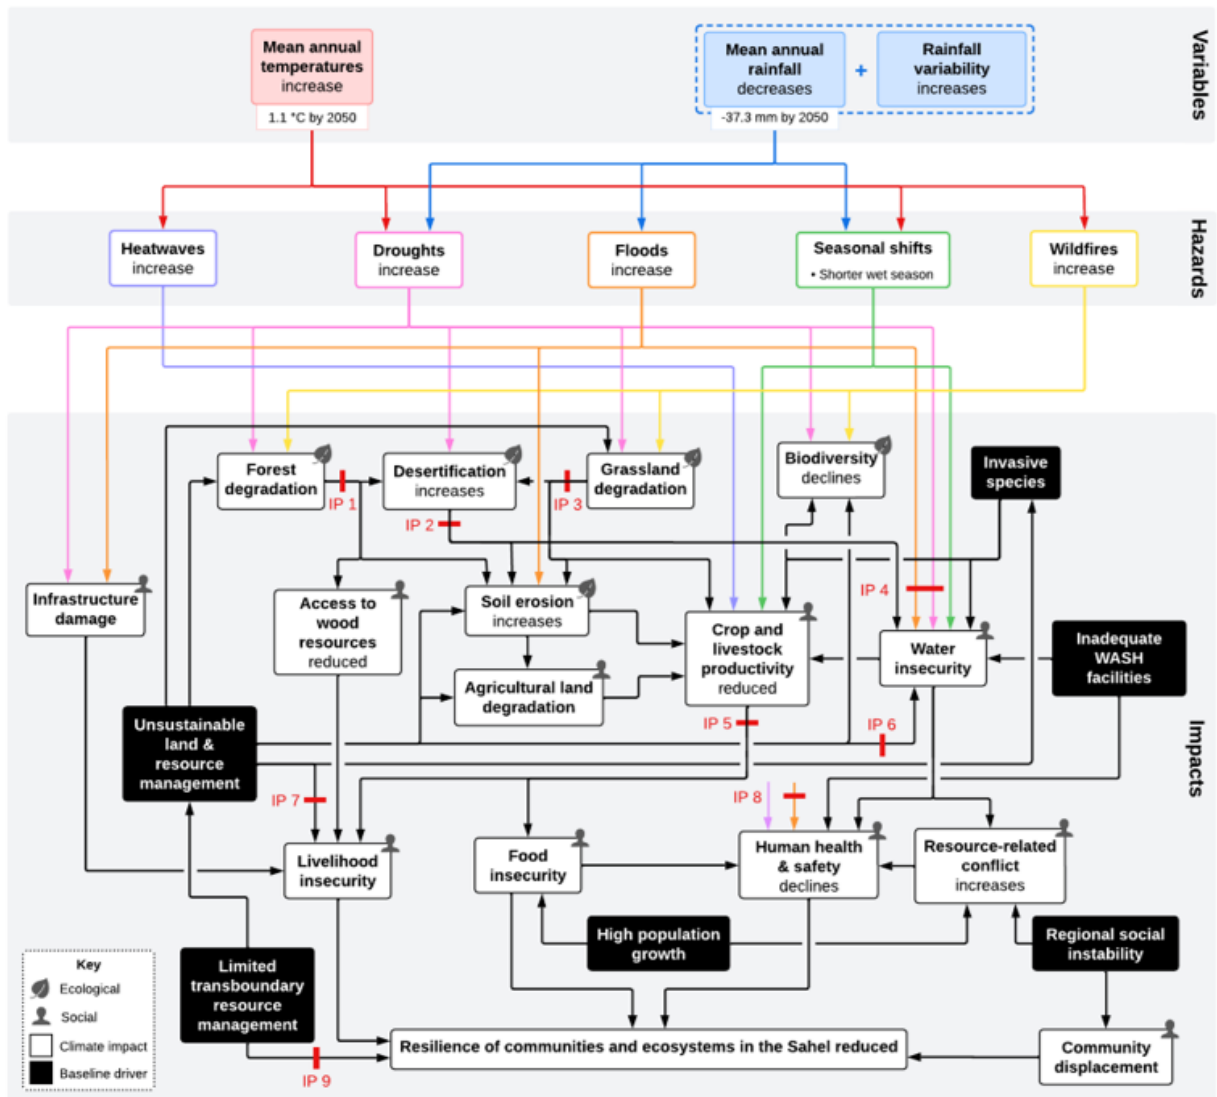 Variables
Mean annual
temperatures
increase
1.1 °C by 2050
Mean annual
rainfall
decreases
-37.3 mm by 2050
+
Rainfall
variability
increases
Hazards
Heatwaves
increase
Droughts
increase
Floods
increase
Seasonal shifts
• Shorter wet season
Wildfires
increase
Impacts
Forest
degradation
IP 1
Desertification
increases
IP 2
IP 3
Grassland
degradation
Biodiversity
declines
Invasive
species
Infrastructure
damage
Access to
wood
resources
reduced
Soil erosion
increases
Agricultural land
degradation
Crop and
livestock
productivity
reduced
IP 4
Water
insecurity
Inadequate
WASH
facilities
Unsustainable
land &
resource
management
IP 5
IP 6
IP 7
IP 8
Livelihood
insecurity
Food
insecurity
Human health
& safety
declines
Resource-related
conflict
increases
High population
growth
Regional social
instability
Limited
transboundary
resource
management
IP 9
Resilience of communities and ecosystems in the Sahel reduced
Community
displacement
Key
Ecological
Social
Climate impact
Baseline driver